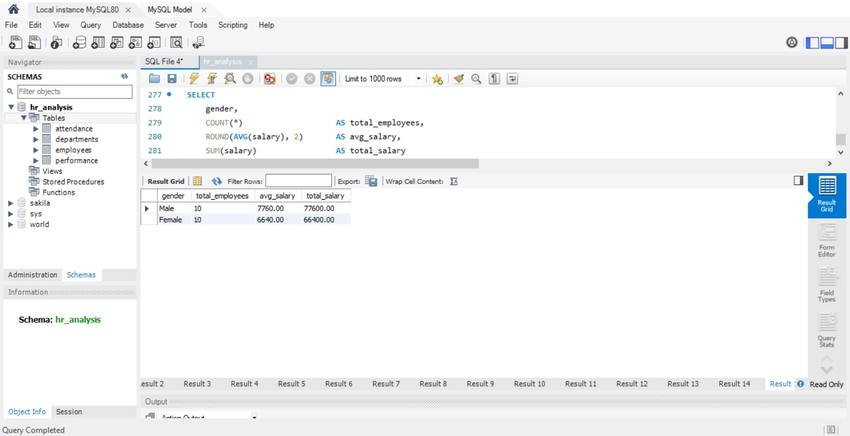 Local instance MySQL80 ×
MySQL Model ×
File Edit View Query Database Server Tools Scripting Help
Navigator
SCHEMAS
Filter objects
hr_analysis
Tables
attendance
departments
employees
performance
Views
Stored Procedures
Functions
sakila
sys
world
Administration Schemas
Information
Schema: hr_analysis
Object Info Session
Query Completed
SQL File 4* hr_analysis ×
Limit to 1000 rows
277 SELECT
278 gender,
279 COUNT(*) AS total_employees,
280 ROUND(AVG(salary), 2) AS avg_salary,
281 SUM(salary) AS total_salary
Result Grid Filter Rows: Export: Wrap Cell Content:
gender total_employees avg_salary total_salary
Male 10 7760.00 77600.00
Female 10 6640.00 66400.00
Result Grid
Form Editor
Field Types
Query Stats
esult 2 Result 3 Result 4 Result 5 Result 6 Result 7 Result 8 Result 9 Result 10 Result 11 Result 12 Result 13 Result 14 Result Read Only
Output
Action Output